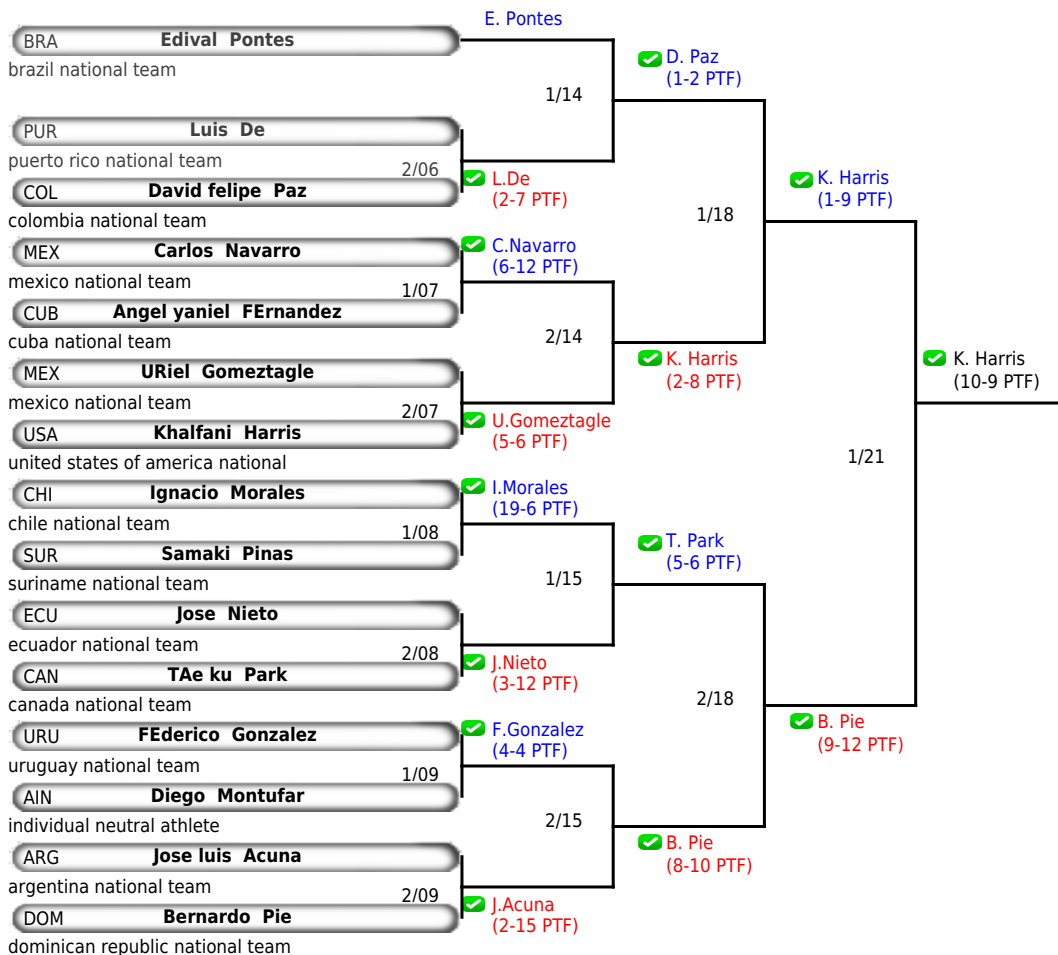 E. Pontes
BRA Edival Pontes
brazil national team
D. Paz
(1-2 PTF)
1/14
PUR Luis De
puerto rico national team
2/06
L.De
(2-7 PTF)
COL David felipe Paz
colombia national team
K. Harris
(1-9 PTF)
1/18
MEX Carlos Navarro
mexico national team
C.Navarro
(6-12 PTF)
1/07
CUB Angel yaniel FErnandez
cuba national team
2/14
K. Harris
(2-8 PTF)
K. Harris
(10-9 PTF)
MEX URiel Gomeztagle
mexico national team
2/07
U.Gomeztagle
(5-6 PTF)
USA Khalfani Harris
united states of america national
1/21
CHI Ignacio Morales
chile national team
I.Morales
(19-6 PTF)
1/08
SUR Samaki Pinas
suriname national team
T. Park
(5-6 PTF)
1/15
ECU Jose Nieto
ecuador national team
2/08
J.Nieto
(3-12 PTF)
CAN TAe ku Park
canada national team
2/18
B. Pie
(9-12 PTF)
URU FEderico Gonzalez
uruguay national team
F.Gonzalez
(4-4 PTF)
1/09
AIN Diego Montufar
individual neutral athlete
2/15
B. Pie
(8-10 PTF)
ARG Jose luis Acuna
argentina national team
2/09
J.Acuna
(2-15 PTF)
DOM Bernardo Pie
dominican republic national team